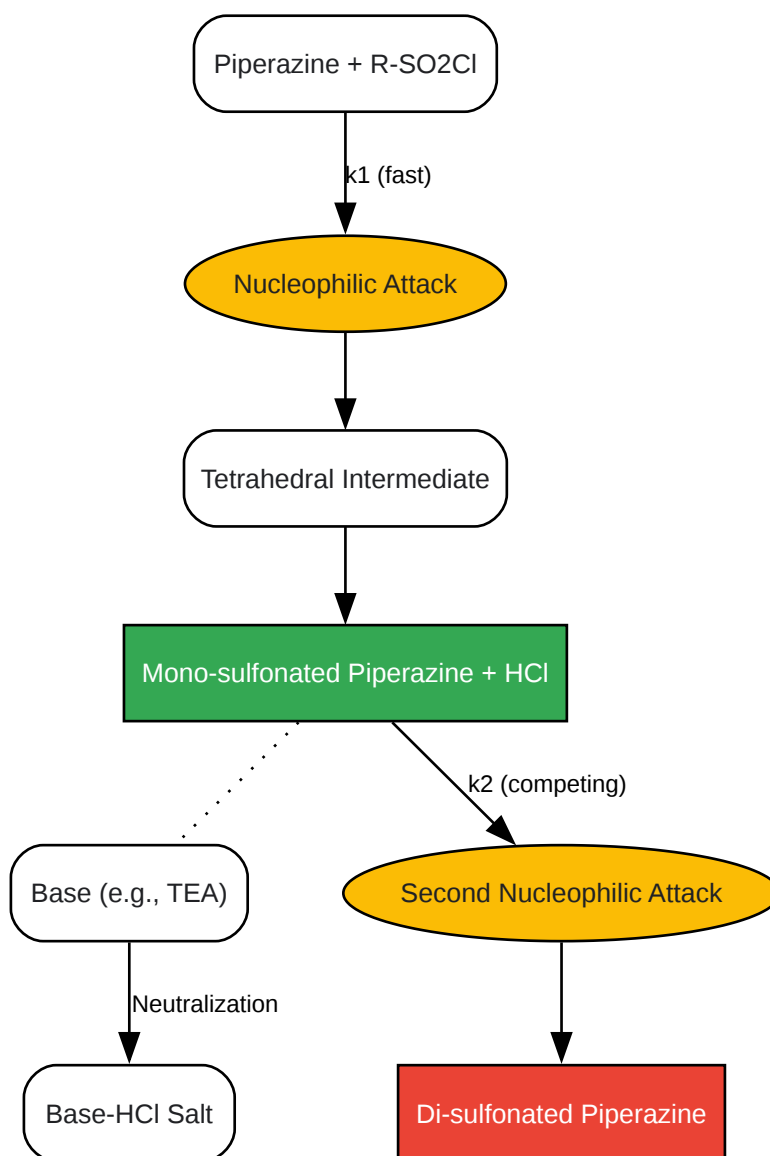 Piperazine + R-SO2Cl
k1 (fast)
Nucleophilic Attack
Tetrahedral Intermediate
Mono-sulfonated Piperazine + HCl
k2 (competing)
Base (e.g., TEA)
Second Nucleophilic Attack
Neutralization
Base-HCl Salt
Di-sulfonated Piperazine